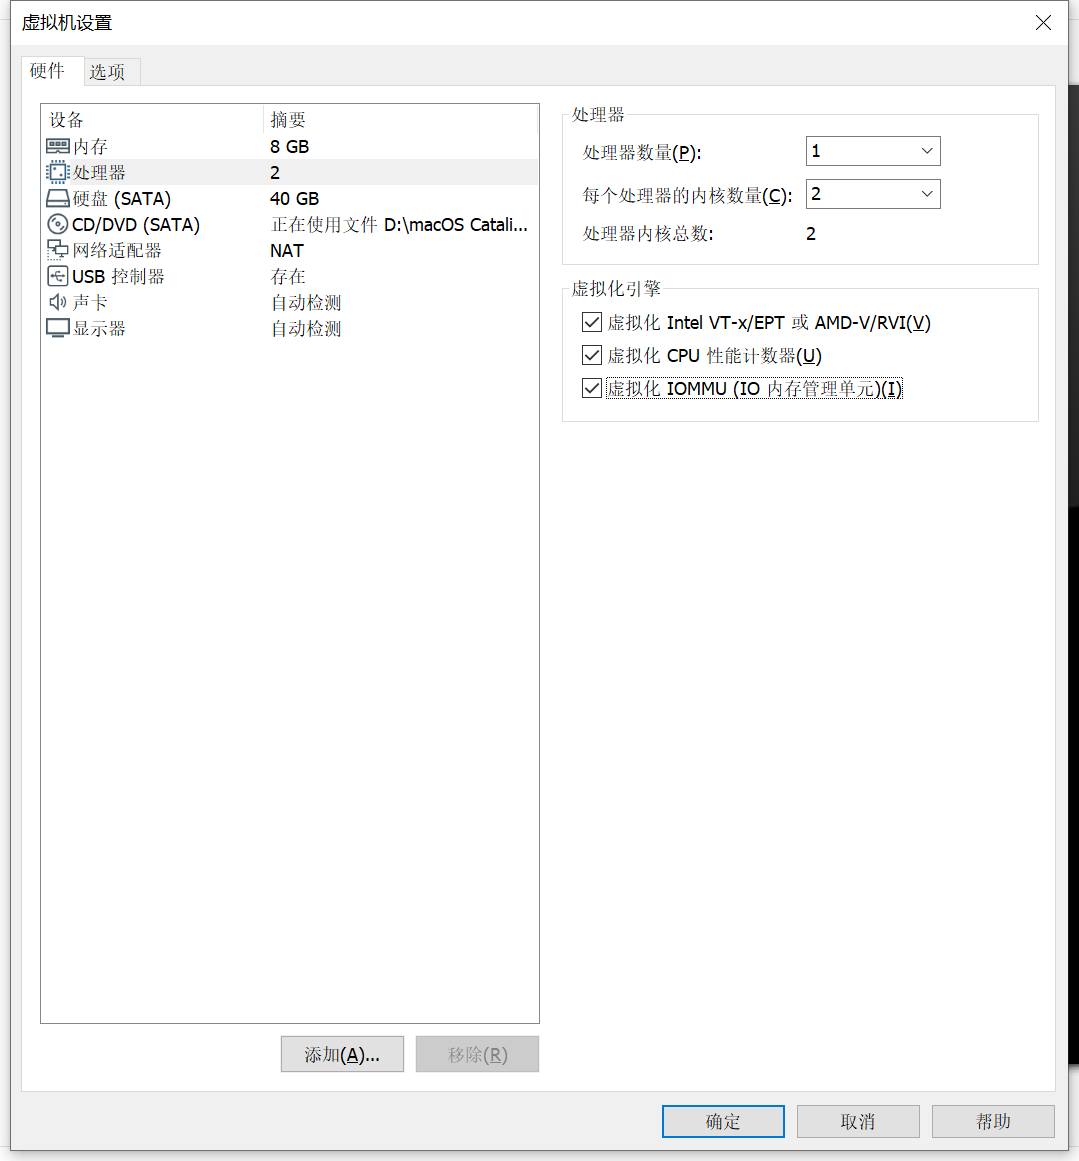 虚拟机设置
硬件 选项
设备 摘要
内存 8 GB
处理器 2
硬盘 (SATA) 40 GB
CD/DVD (SATA) 正在使用文件 D:\macOS Catali...
网络适配器 NAT
USB 控制器 存在
声卡 自动检测
显示器 自动检测
添加(A)... 移除(R)
处理器
处理器数量(P): 1
每个处理器的内核数量(C): 2
处理器内核总数: 2
虚拟化引擎
虚拟化 Intel VT-x/EPT 或 AMD-V/RVI(V)
虚拟化 CPU 性能计数器(U)
虚拟化 IOMMU (IO 内存管理单元)(I)
确定 取消 帮助